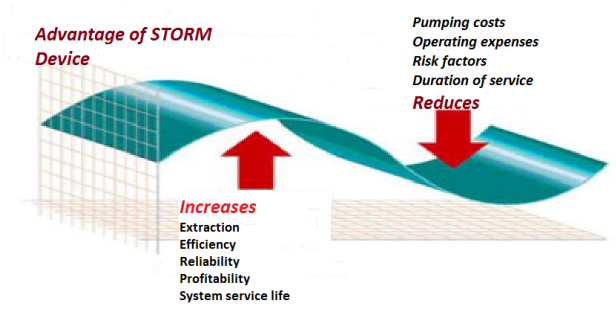 Advantage of STORM
Device
Pumping costs
Operating expenses
Risk factors
Duration of service
Reduces
Increases
Extraction
Efficiency
Reliability
Profitability
System service life